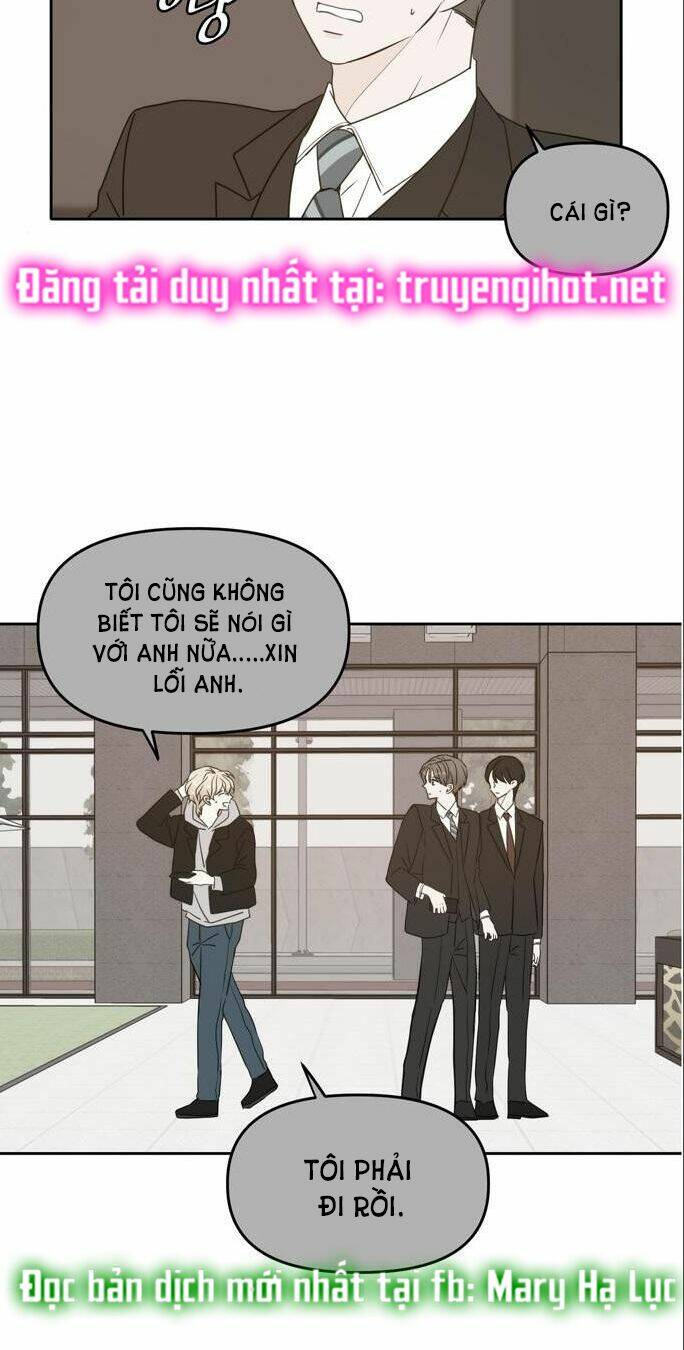 CÁI GÌ?
Đăng tải duy nhất tại: truyengihot.net
TÔI CŨNG KHÔNG
BIẾT TÔI SẼ NÓI GÌ
VỚI ANH NỮA.....XIN
LỖI ANH.
TÔI PHẢI
ĐI RỒI.
Đọc bản dịch mới nhất tại fb: Mary Hạ Lục